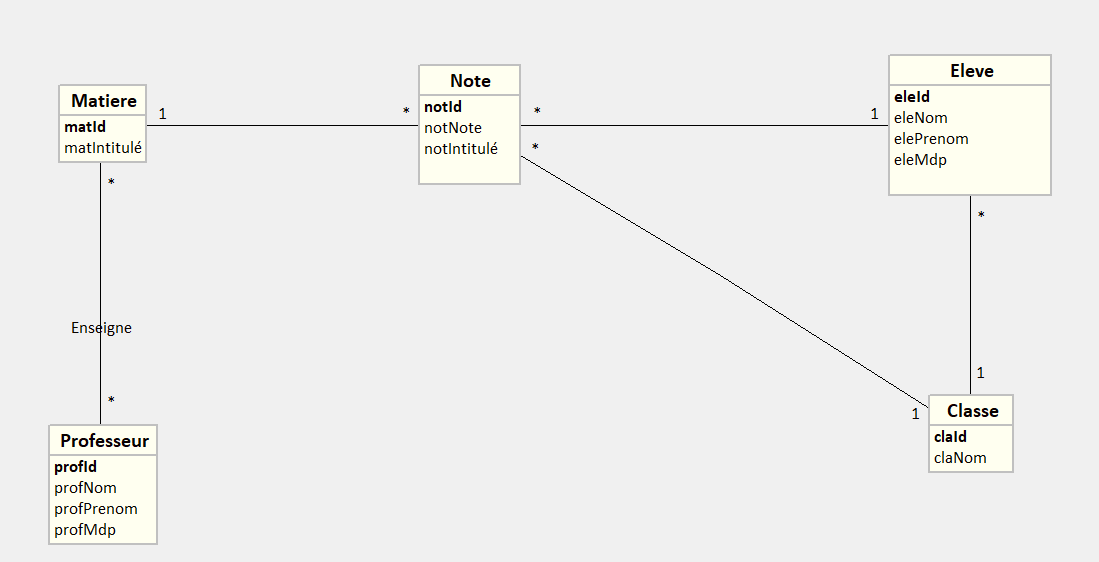 Matiere
matId
matIntitulé
1
*
Note
notId
notNote
notIntitulé
*
*
1
Eleve
eleId
eleNom
elePrenom
eleMdp
*
1
1
Classe
claId
claNom
*
Enseigne
*
Professeur
profId
profNom
profPrenom
profMdp